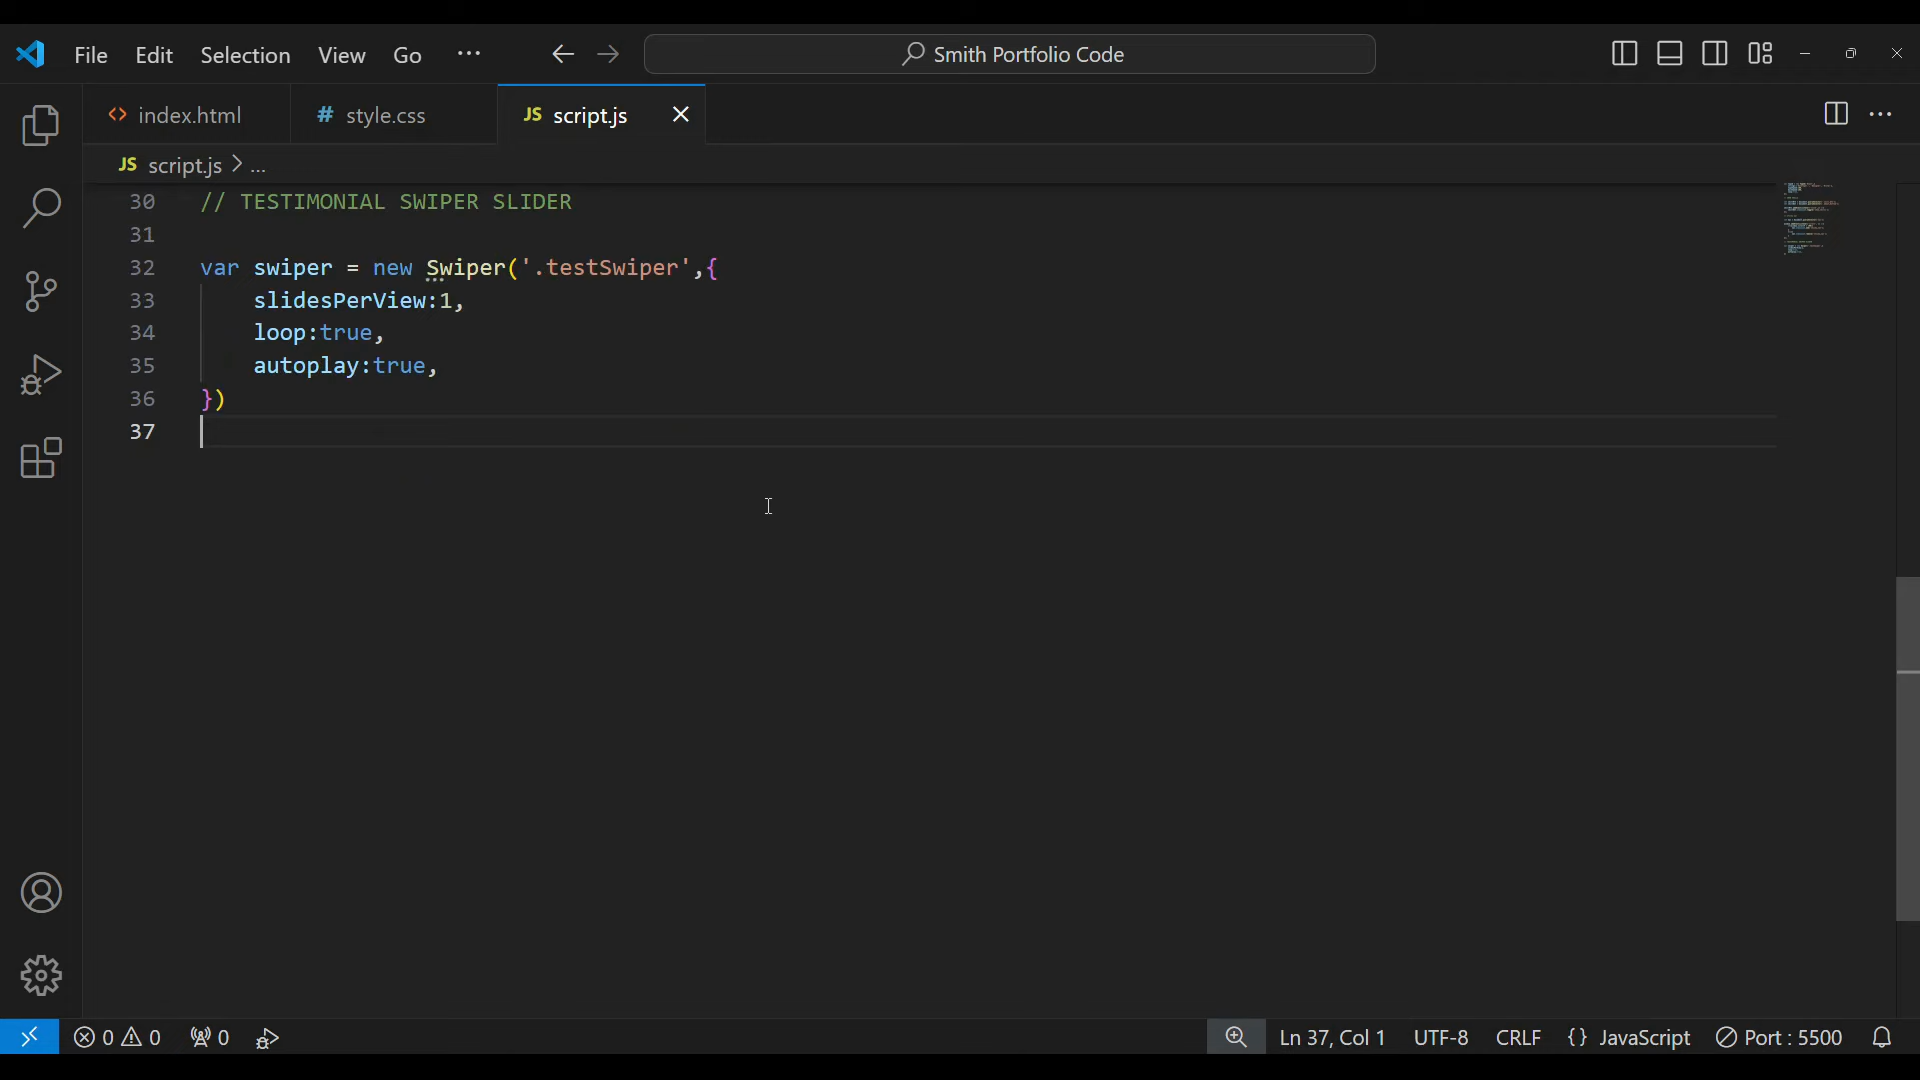 File Edit Selection View Go ··· Smith Portfolio Code
index.html # style.css JS script.js
JS script.js > ...
30 // TESTIMONIAL SWIPER SLIDER
31
32 var swiper = new Swiper('.testSwiper',{
33 slidesPerView:1,
34 loop:true,
35 autoplay:true,
36 })
37
0 0 0 Ln 37, Col 1 UTF-8 CRLF {} JavaScript Port : 5500